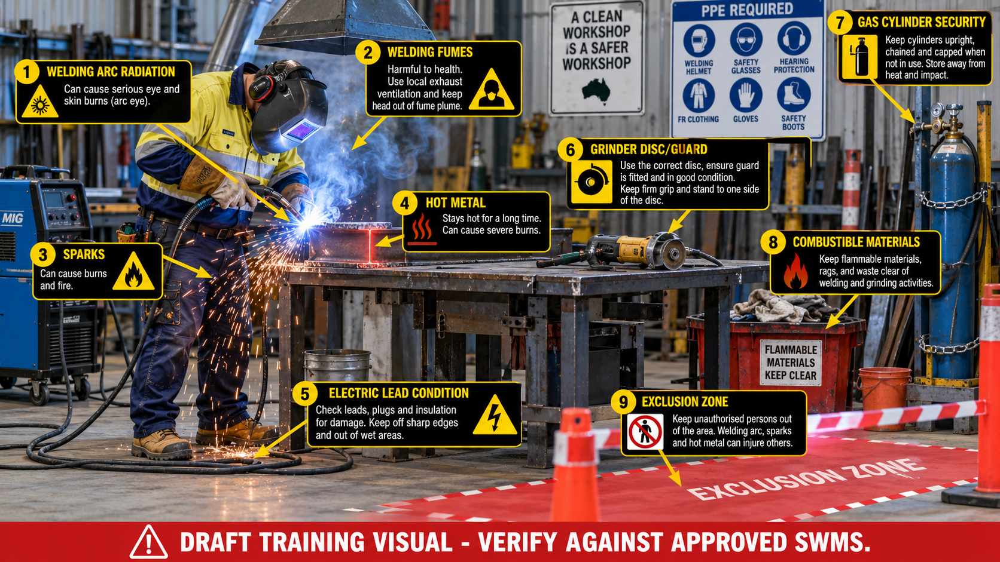 A CLEAN
WORKSHOP
IS A SAFER
WORKSHOP
PPE REQUIRED
WELDING
HELMET
SAFETY
GLASSES
HEARING
PROTECTION
FR CLOTHING
GLOVES
SAFETY
BOOTS
1 WELDING ARC RADIATION
Can cause serious eye and
skin burns (arc eye).
2 WELDING FUMES
Harmful to health.
Use local exhaust
ventilation and keep
head out of fume plume.
7 GAS CYLINDER SECURITY
Keep cylinders upright,
chained and capped when
not in use. Store away from
heat and impact.
6 GRINDER DISC/GUARD
Use the correct disc, ensure guard
is fitted and in good condition.
Keep firm grip and stand to one side
of the disc.
4 HOT METAL
Stays hot for a long time.
Can cause severe burns.
MIG
3 SPARKS
Can cause burns
and fire.
8 COMBUSTIBLE MATERIALS
Keep flammable materials,
rags, and waste clear of
welding and grinding activities.
FLAMMABLE
MATERIALS
KEEP CLEAR
5 ELECTRIC LEAD CONDITION
Check leads, plugs and insulation
for damage. Keep off sharp edges
and out of wet areas.
9 EXCLUSION ZONE
Keep unauthorised persons out
of the area. Welding arc, sparks
and hot metal can injure others.
EXCLUSION ZONE
DRAFT TRAINING VISUAL - VERIFY AGAINST APPROVED SWMS.